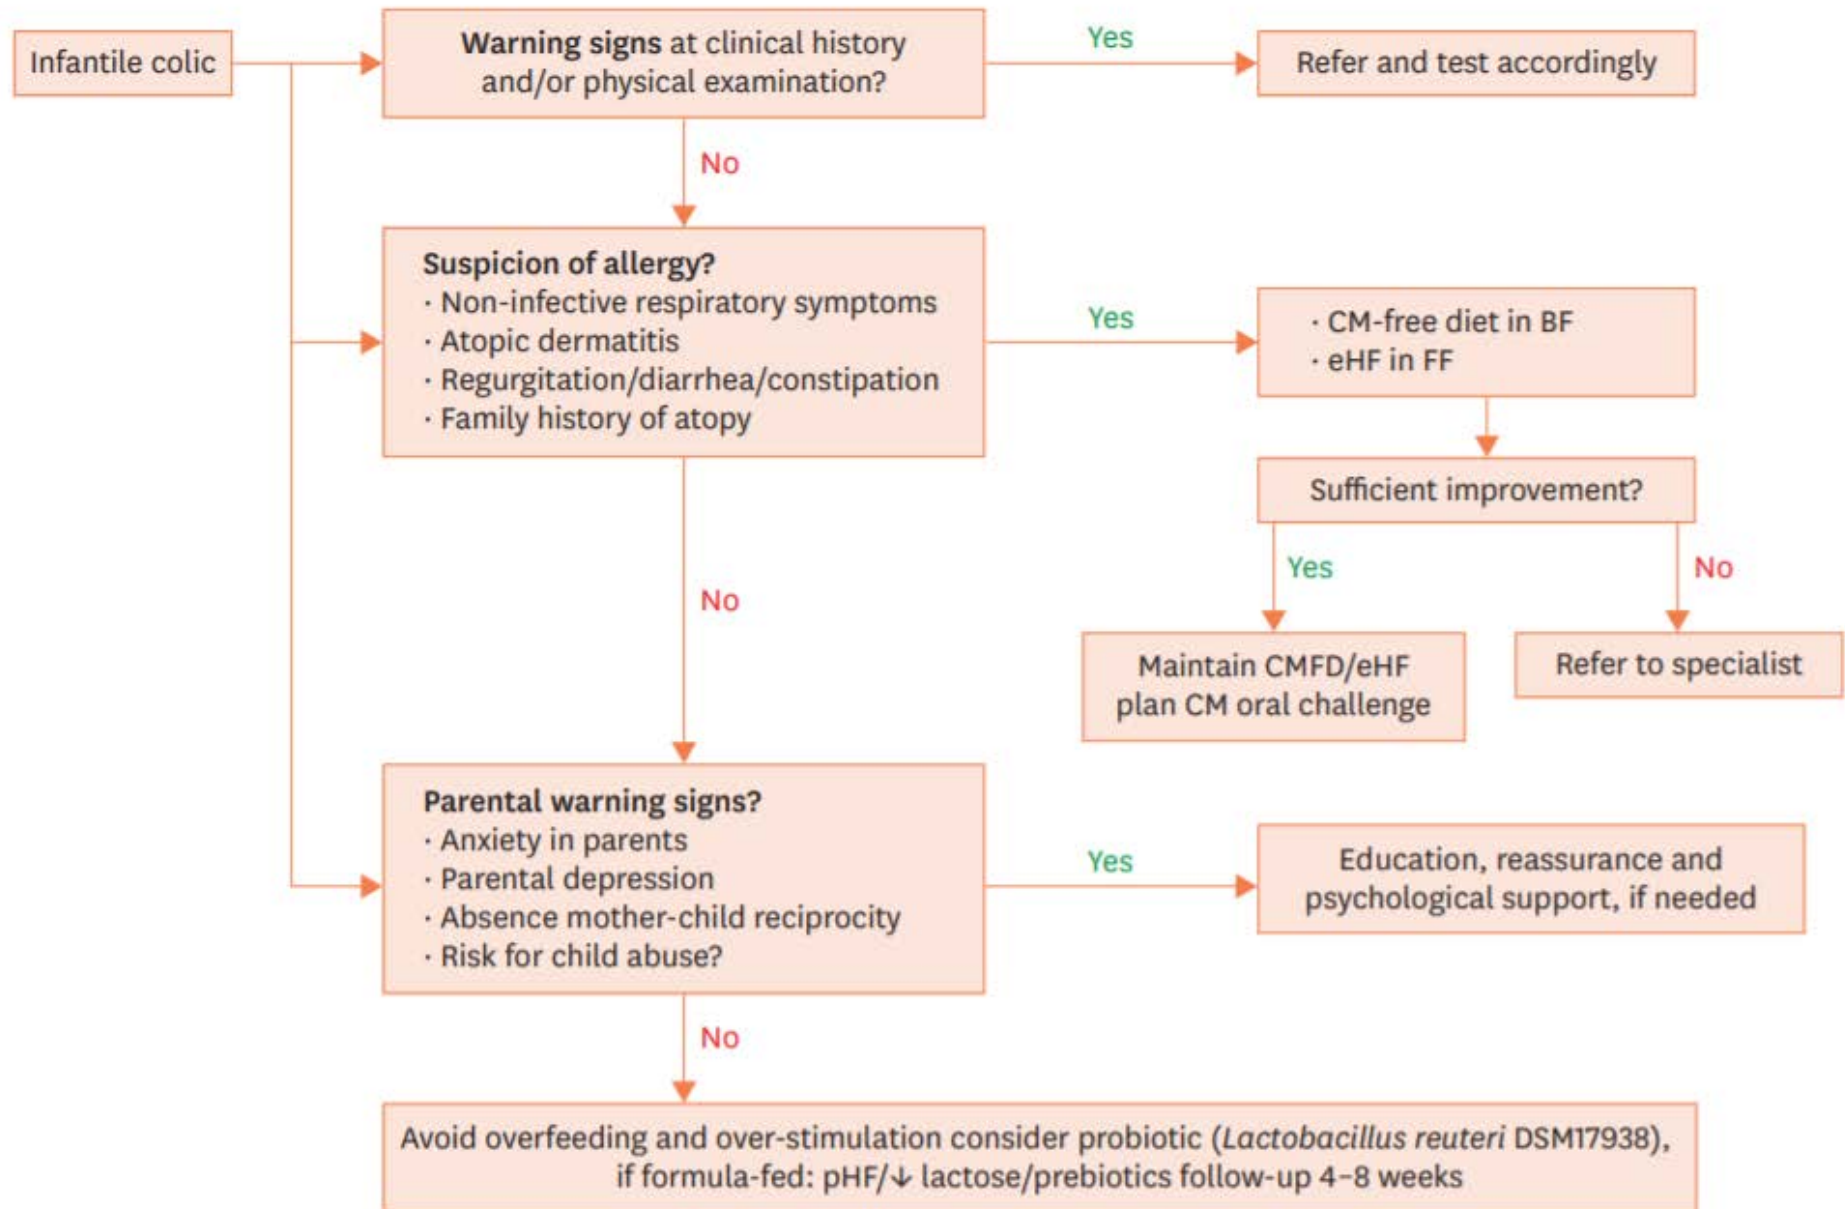 Infantile colic
Warning signs at clinical history
and/or physical examination?
Yes
Refer and test accordingly
No
Suspicion of allergy?
· Non-infective respiratory symptoms
· Atopic dermatitis
· Regurgitation/diarrhea/constipation
· Family history of atopy
Yes
· CM-free diet in BF
· eHF in FF
Sufficient improvement?
Yes
No
Maintain CMFD/eHF
plan CM oral challenge
Refer to specialist
No
Parental warning signs?
· Anxiety in parents
· Parental depression
· Absence mother-child reciprocity
· Risk for child abuse?
Yes
Education, reassurance and
psychological support, if needed
No
Avoid overfeeding and over-stimulation consider probiotic (Lactobacillus reuteri DSM17938),
if formula-fed: pHF/↓ lactose/prebiotics follow-up 4–8 weeks